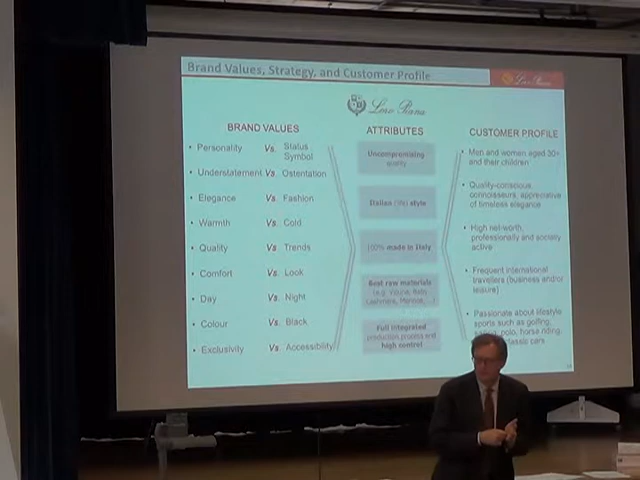 Brand Values, Strategy, and Customer Profile
Loro Piana
Loro Piana
BRAND VALUES
• Personality Vs. Status Symbol
• Understatement Vs. Ostentation
• Elegance Vs. Fashion
• Warmth Vs. Cold
• Quality Vs. Trends
• Comfort Vs. Look
• Day Vs. Night
• Colour Vs. Black
• Exclusivity Vs. Accessibility
ATTRIBUTES
Uncompromising
quality
Italian (life) style
100% made in Italy
Best raw materials
Full integrated
production process and
high control
CUSTOMER PROFILE
• Men and women aged 30+
and their children
• Quality-conscious
connoisseurs, appreciative
of timeless elegance
• High net-worth,
professionally and socially
active
• Frequent international
travellers (business and/or
leisure)
• Passionate about lifestyle
sports such as golfing,
polo, horse riding
classic cars